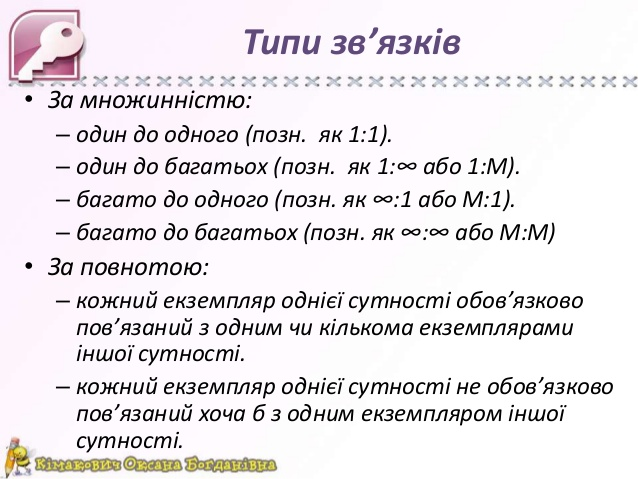 Типи зв’язків
• За множинністю:
– один до одного (позн. як 1:1).
– один до багатьох (позн. як 1:∞ або 1:М).
– багато до одного (позн. як ∞:1 або М:1).
– багато до багатьох (позн. як ∞:∞ або М:М)
• За повнотою:
– кожний екземпляр однієї сутності обов’язково
пов’язаний з одним чи кількома екземплярами
іншої сутності.
– кожний екземпляр однієї сутності не обов’язково
пов’язаний хоча б з одним екземпляром іншої
сутності.
Кімакович Оксана Богданівна